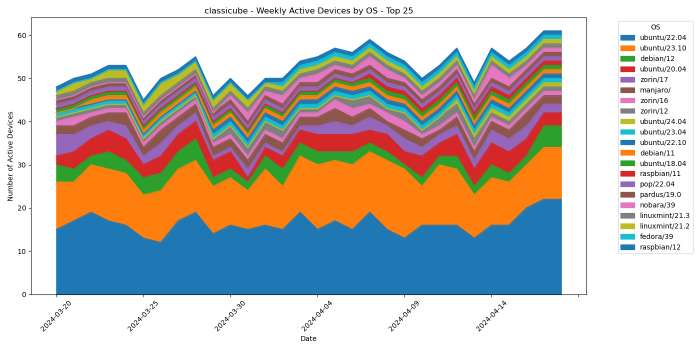 classicube - Weekly Active Devices by OS - Top 25
Number of Active Devices
60
50
40
30
20
10
0
2024-03-20
2024-03-25
2024-03-30
2024-04-04
2024-04-09
2024-04-14
Date
OS
ubuntu/22.04
ubuntu/23.10
debian/12
ubuntu/20.04
zorin/17
manjaro/
zorin/16
zorin/12
ubuntu/24.04
ubuntu/23.04
ubuntu/22.10
debian/11
ubuntu/18.04
raspbian/11
pop/22.04
pardus/19.0
nobara/39
linuxmint/21.3
linuxmint/21.2
fedora/39
raspbian/12